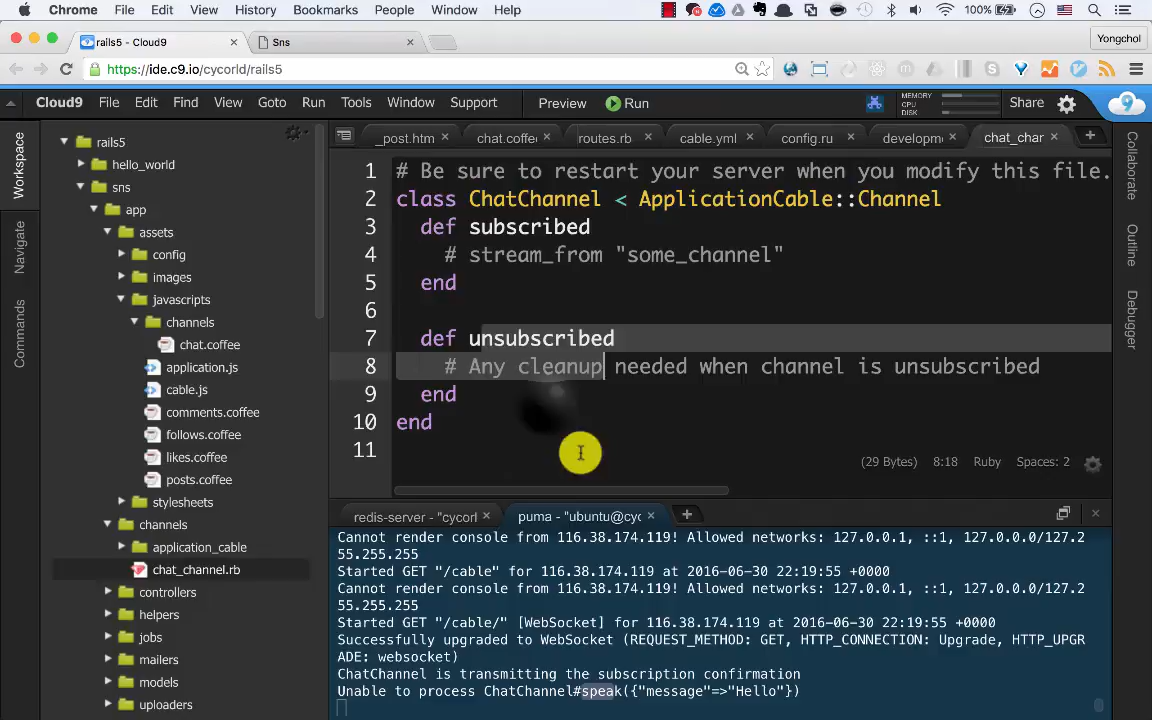 Chrome File Edit View History Bookmarks People Window Help 100%
rails5 - Cloud9
Sns
Yongchol
https://ide.c9.io/cycorld/rails5
Cloud9 File Edit Find View Goto Run Tools Window Support Preview Run MEMORY CPU DISK Share
Workspace
Navigate
Commands
rails5
hello_world
sns
app
assets
config
images
javascripts
channels
chat.coffee
application.js
cable.js
comments.coffee
follows.coffee
likes.coffee
posts.coffee
stylesheets
channels
application_cable
chat_channel.rb
controllers
helpers
jobs
mailers
models
uploaders
_post.htm chat.coffe routes.rb cable.yml config.ru developm chat_char
1 # Be sure to restart your server when you modify this file.
2 class ChatChannel < ApplicationCable::Channel
3 def subscribed
4 # stream_from "some_channel"
5 end
6
7 def unsubscribed
8 # Any cleanup needed when channel is unsubscribed
9 end
10 end
11
(29 Bytes) 8:18 Ruby Spaces: 2
Collaborate
Outline
Debugger
redis-server - "cycorl
puma - "ubuntu@cyc
Cannot render console from 116.38.174.119! Allowed networks: 127.0.0.1, ::1, 127.0.0.0/127.2
55.255.255
Started GET "/cable" for 116.38.174.119 at 2016-06-30 22:19:55 +0000
Cannot render console from 116.38.174.119! Allowed networks: 127.0.0.1, ::1, 127.0.0.0/127.2
55.255.255
Started GET "/cable/" [WebSocket] for 116.38.174.119 at 2016-06-30 22:19:55 +0000
Successfully upgraded to WebSocket (REQUEST_METHOD: GET, HTTP_CONNECTION: Upgrade, HTTP_UPGR
ADE: websocket)
ChatChannel is transmitting the subscription confirmation
Unable to process ChatChannel#speak({"message"=>"Hello"})